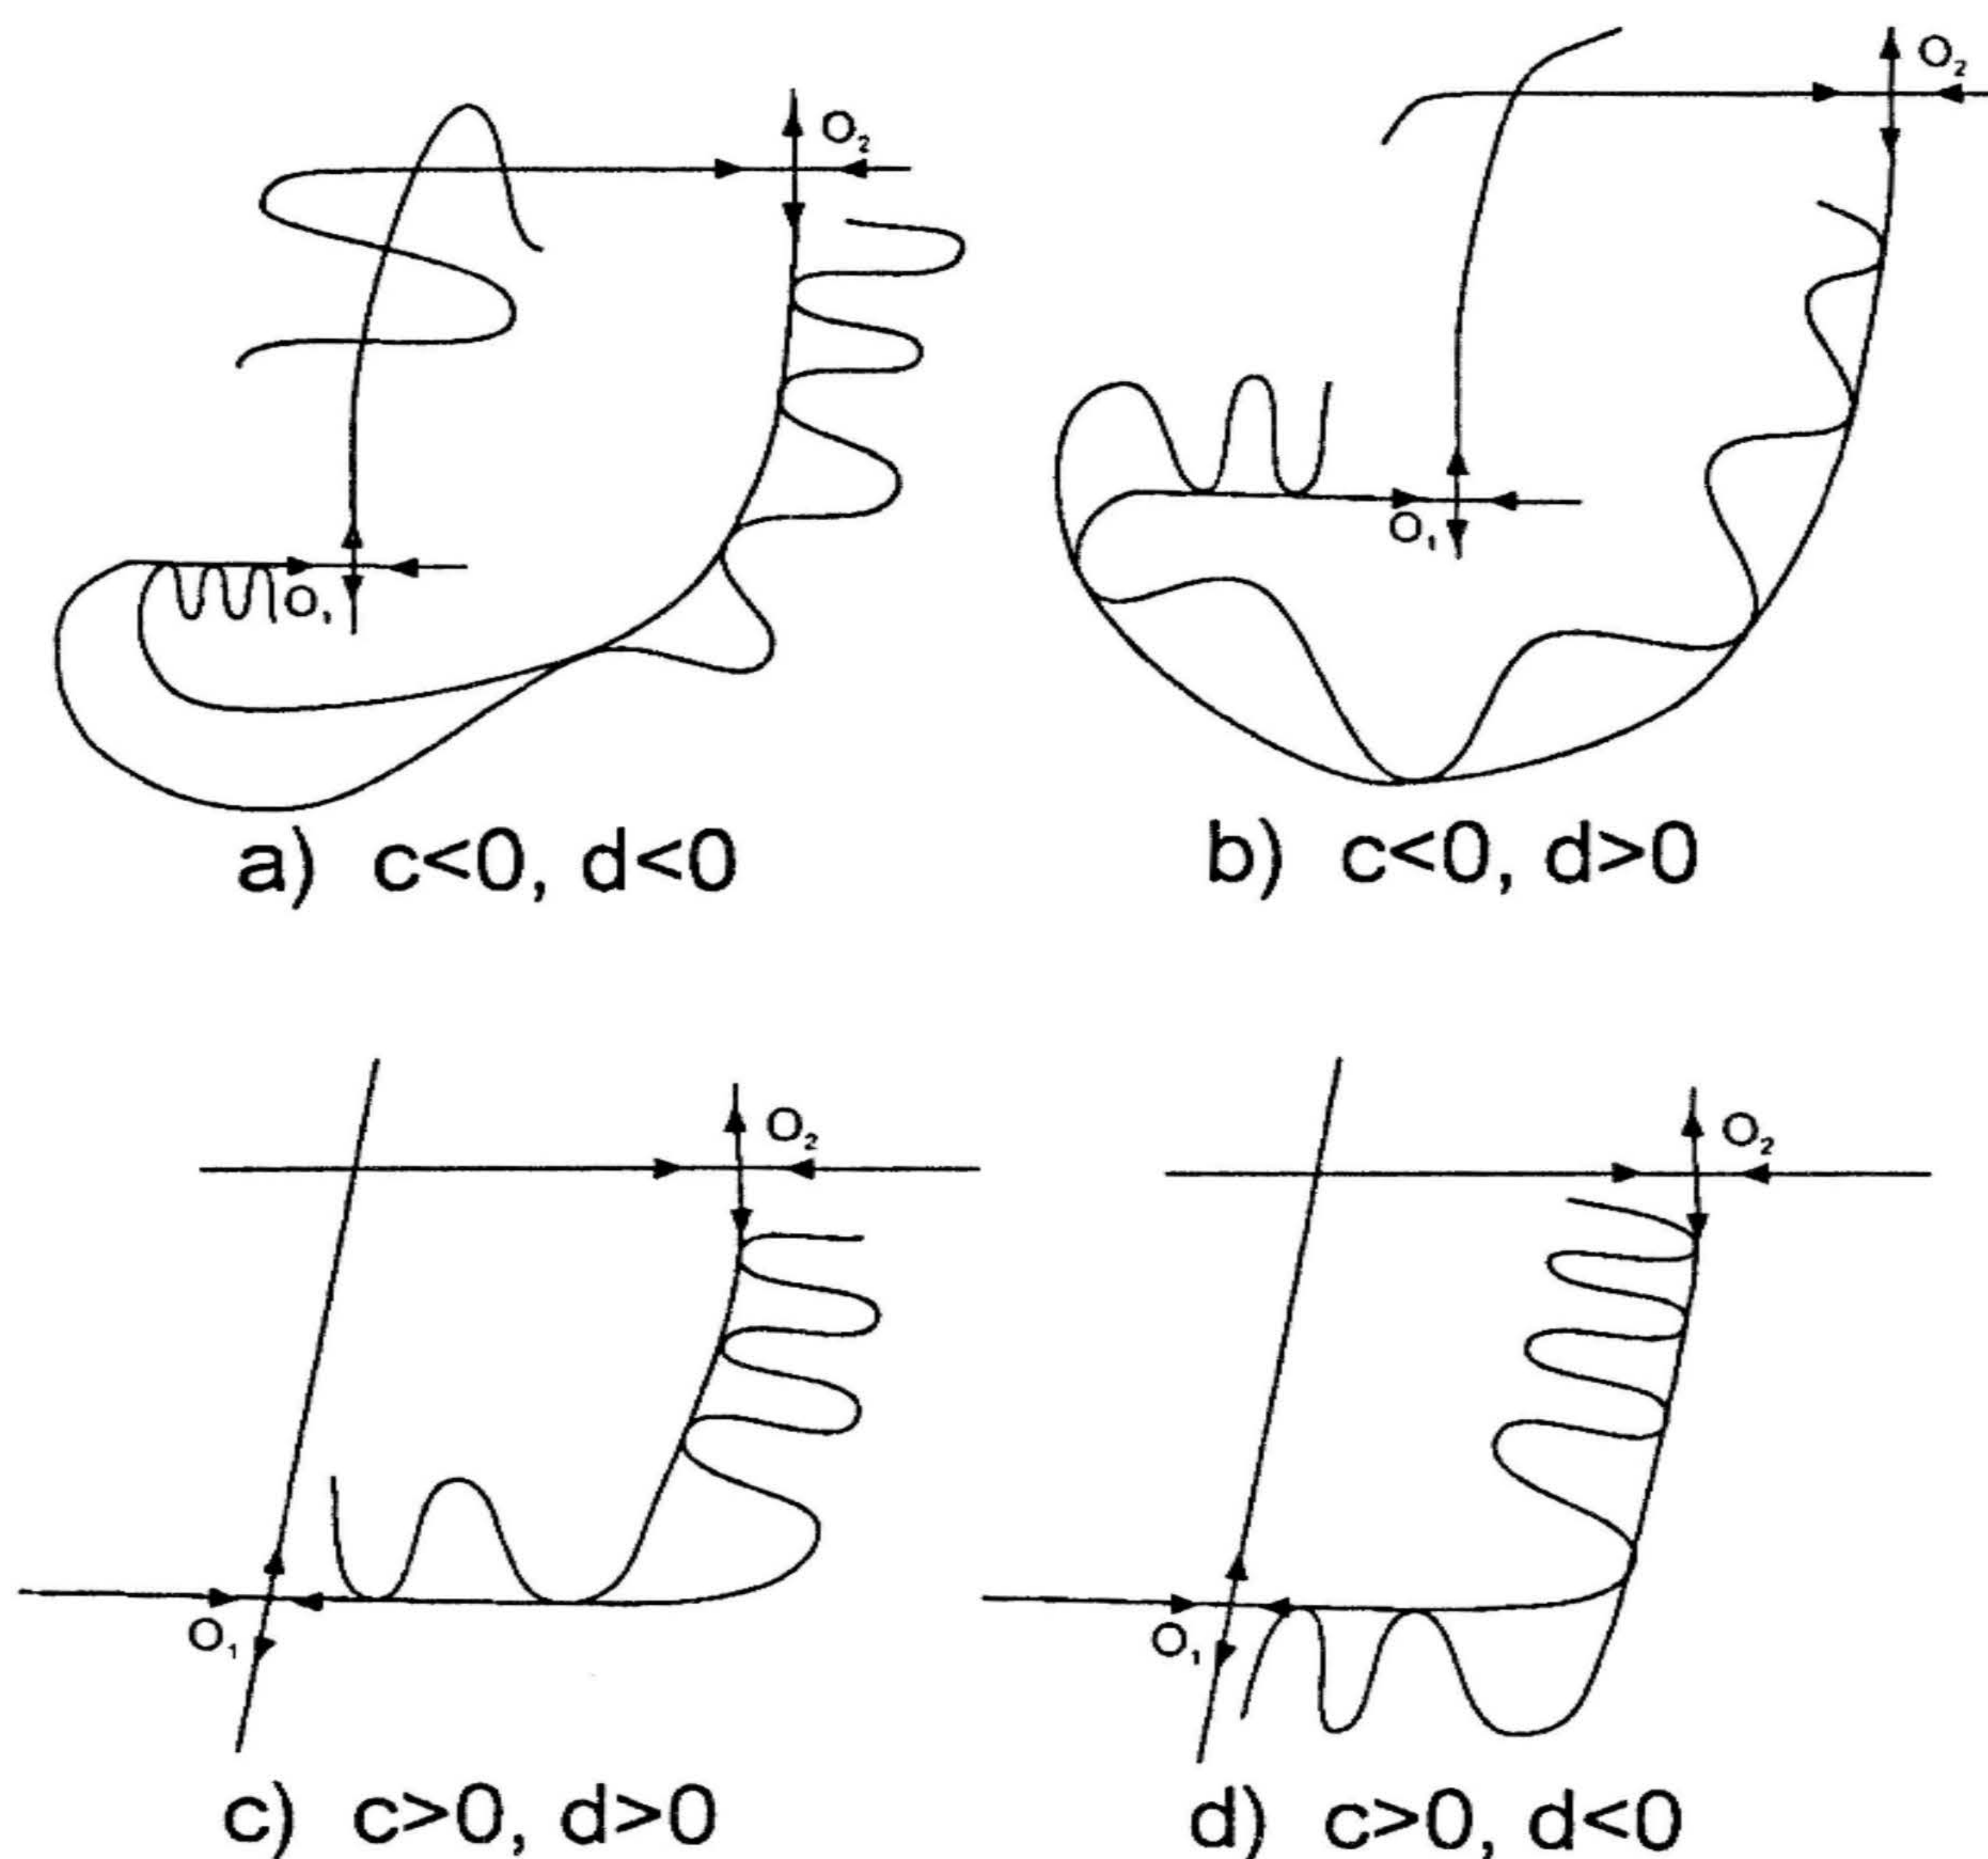 O₂
O₂
O₁
O₁
a) c<0, d<0
b) c<0, d>0
O₂
O₂
O₁
O₁
c) c>0, d>0
d) c>0, d<0